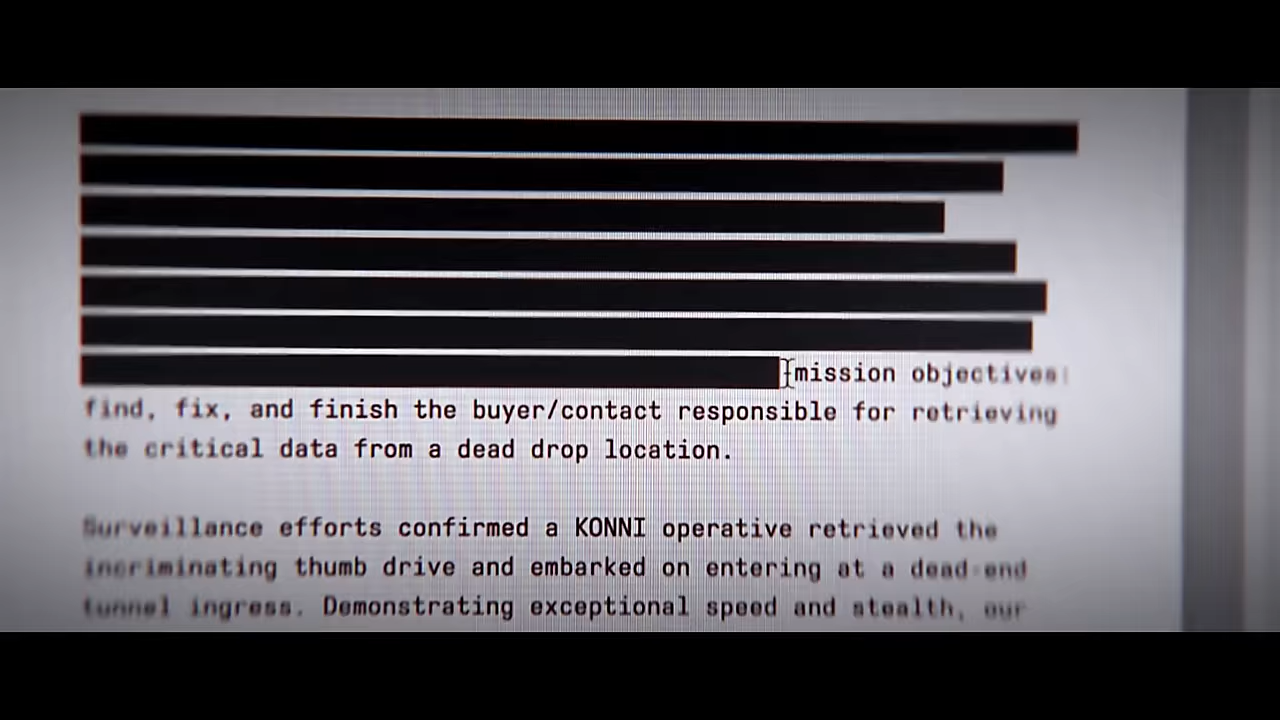 mission objectives:
find, fix, and finish the buyer/contact responsible for retrieving
the critical data from a dead drop location.
Surveillance efforts confirmed a KONNI operative retrieved the
incriminating thumb drive and embarked on entering at a dead-end
tunnel ingress. Demonstrating exceptional speed and stealth, our